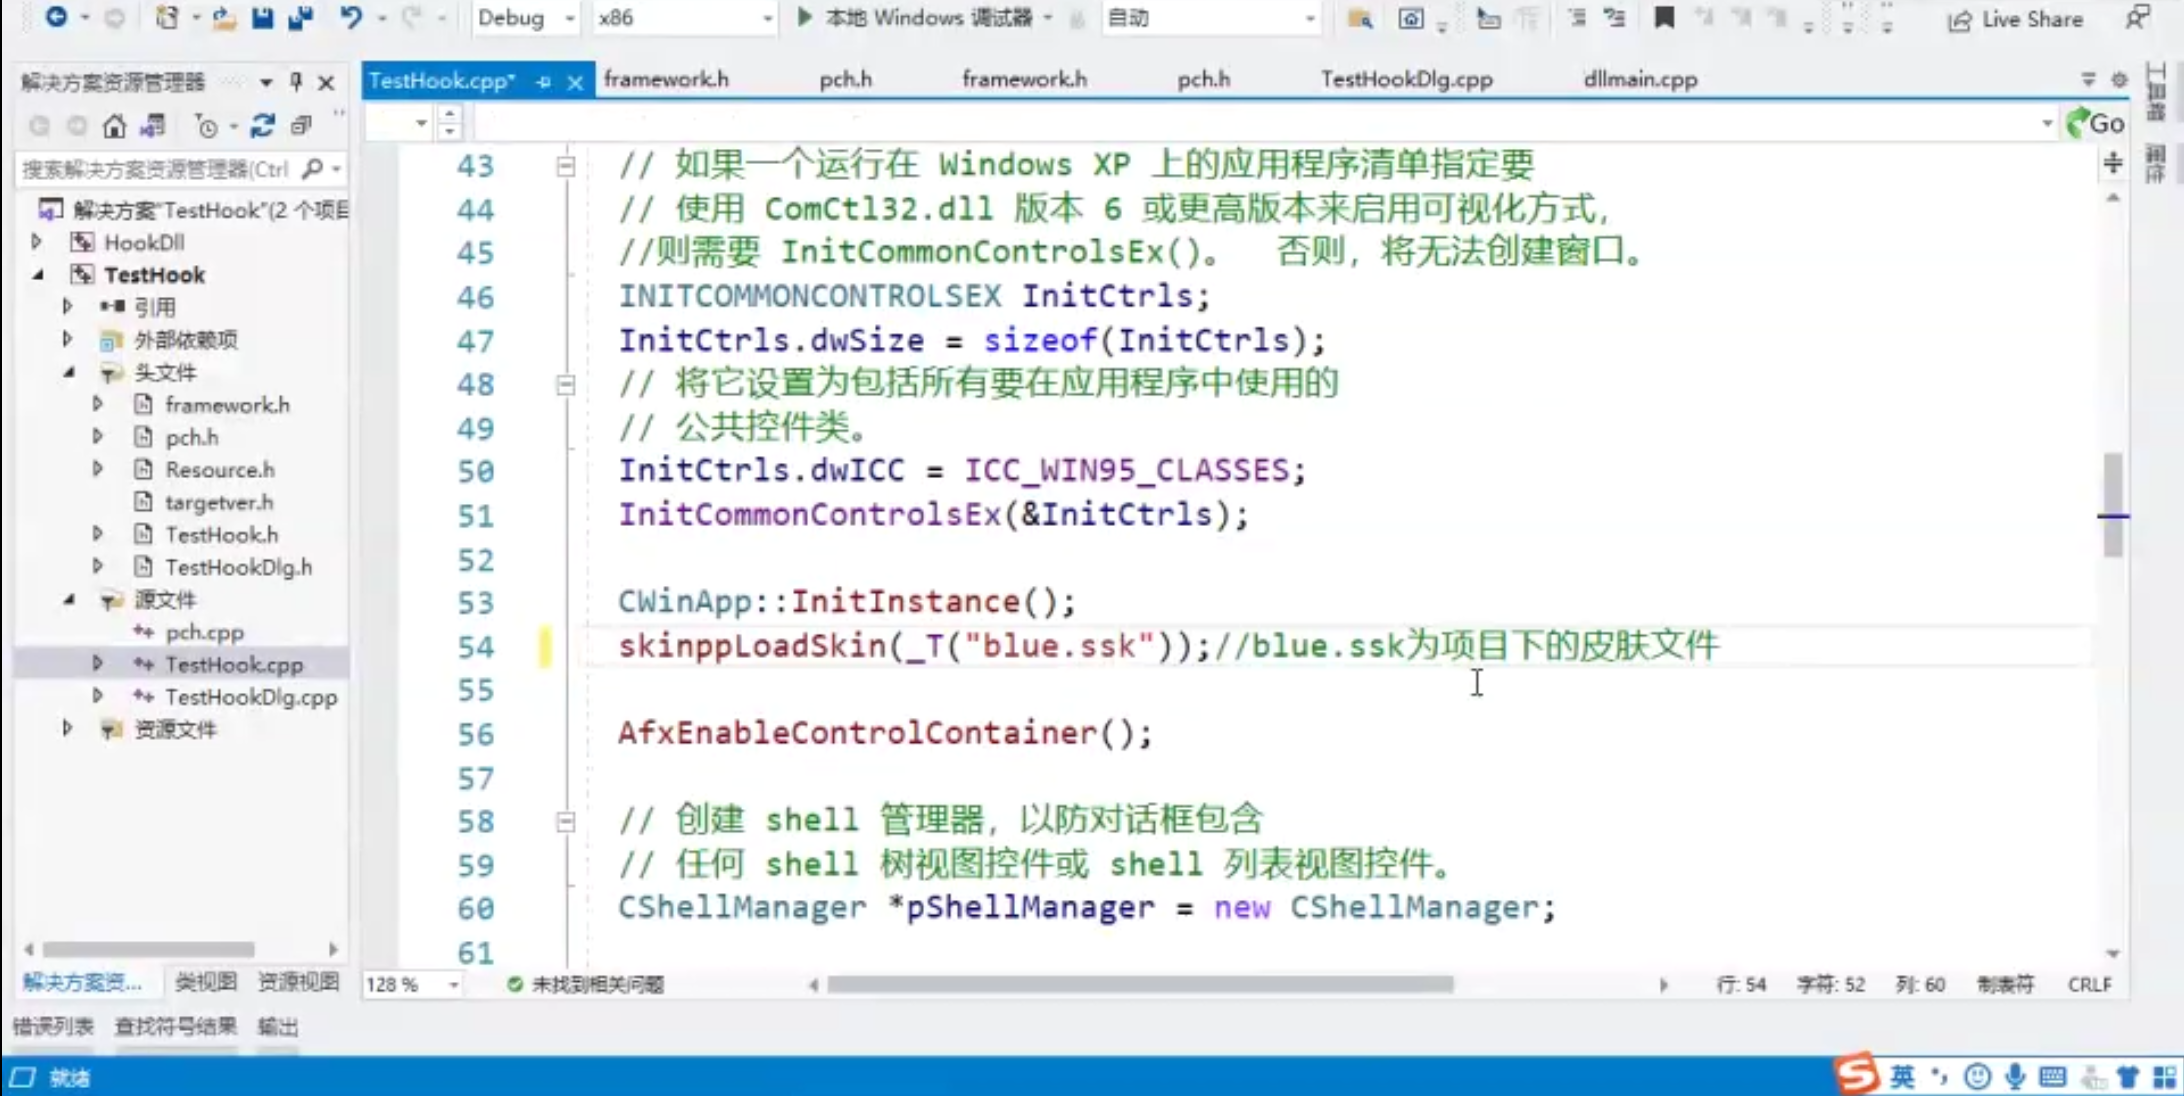 Debug x86 本地 Windows 调试器 自动 Live Share
解决方案资源管理器
TestHook.cpp* framework.h pch.h framework.h pch.h TestHookDlg.cpp dllmain.cpp
Go
搜索解决方案资源管理器(Ctrl
解决方案"TestHook"(2 个项目
HookDll
TestHook
引用
外部依赖项
头文件
framework.h
pch.h
Resource.h
targetver.h
TestHook.h
TestHookDlg.h
源文件
pch.cpp
TestHook.cpp
TestHookDlg.cpp
资源文件
43 // 如果一个运行在 Windows XP 上的应用程序清单指定要
44 // 使用 ComCtl32.dll 版本 6 或更高版本来启用可视化方式,
45 //则需要 InitCommonControlsEx()。 否则，将无法创建窗口。
46 INITCOMMONCONTROLSEX InitCtrls;
47 InitCtrls.dwSize = sizeof(InitCtrls);
48 // 将它设置为包括所有要在应用程序中使用的
49 // 公共控件类。
50 InitCtrls.dwICC = ICC_WIN95_CLASSES;
51 InitCommonControlsEx(&InitCtrls);
52
53 CWinApp::InitInstance();
54 skinppLoadSkin(_T("blue.ssk"));//blue.ssk为项目下的皮肤文件
55
56 AfxEnableControlContainer();
57
58 // 创建 shell 管理器，以防对话框包含
59 // 任何 shell 树视图控件或 shell 列表视图控件。
60 CShellManager *pShellManager = new CShellManager;
61
解决方案资... 类视图 资源视图
128 % 未找到相关问题 行: 54 字符: 52 列: 60 制表符 CRLF
错误列表 查找符号结果 输出
就绪
英